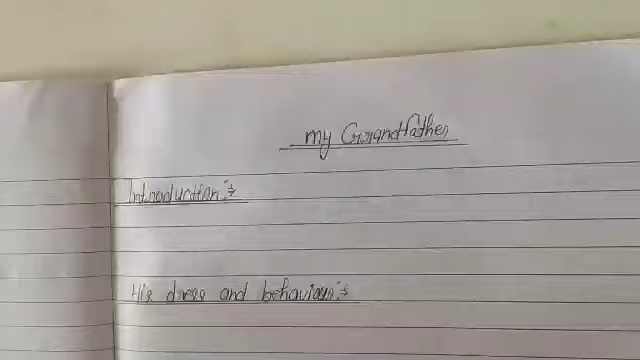 My Grandfather
Introduction :-
His dress and behaviour :-